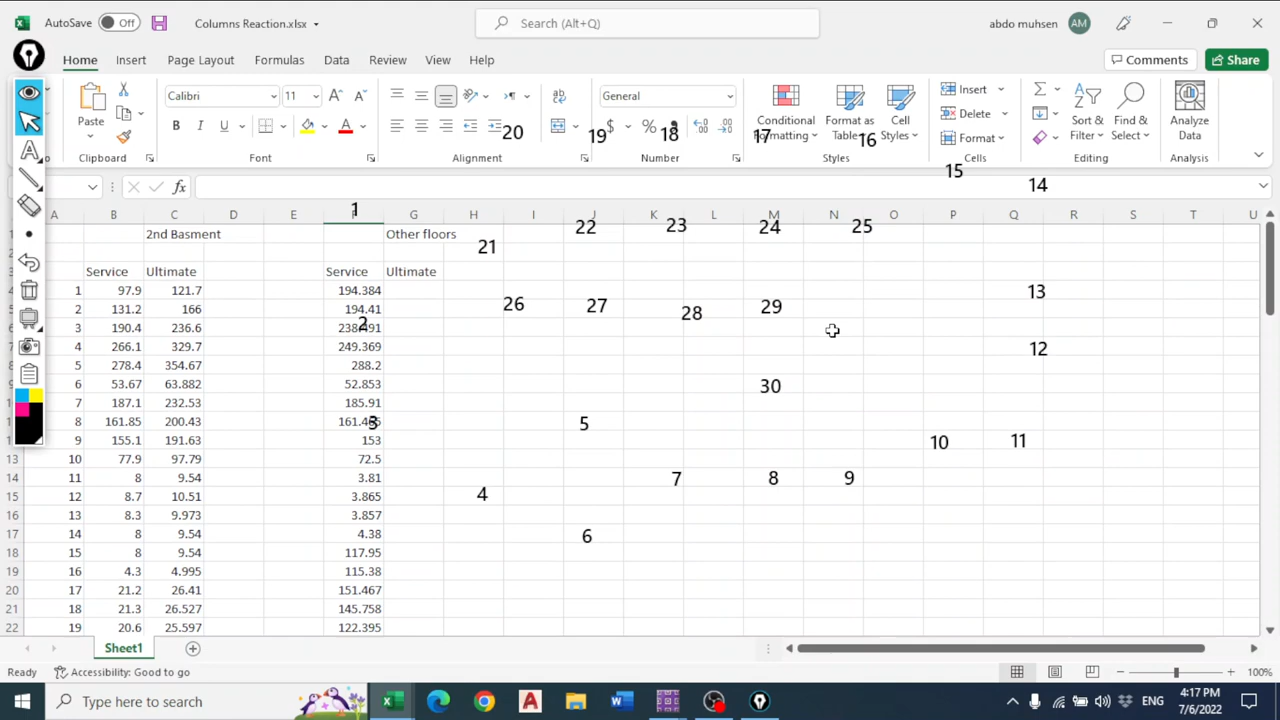 AutoSave Off Columns Reaction.xlsx Search (Alt+Q) abdo muhsen AM
Home Insert Page Layout Formulas Data Review View Help Comments Share
Paste Calibri 11 General Conditional Formatting Format as Table Cell Styles Insert Delete Format Sort & Filter Find & Select Analyze Data
Clipboard Font Alignment Number Styles Cells Editing Analysis
20 19 18 17 16 15 14
fx
A B C D E F G H I J K L M N O P Q R S T U
1 22 23 24 25
2nd Basment Other floors
21
Service Ultimate Service Ultimate
1 97.9 121.7 194.384 13
2 131.2 166 194.41 26 27 28 29
3 190.4 236.6 2
4 266.1 329.7 249.369 12
5 278.4 354.67 288.2
6 53.67 63.882 52.853 30
7 187.1 232.53 185.91
8 161.85 200.43 3 5
9 155.1 191.63 153 10 11
13 10 77.9 97.79 72.5
14 11 8 9.54 3.81 7 8 9
15 12 8.7 10.51 3.865 4
16 13 8.3 9.973 3.857
17 14 8 9.54 4.38 6
18 15 8 9.54 117.95
19 16 4.3 4.995 115.38
20 17 21.2 26.41 151.467
21 18 21.3 26.527 145.758
22 19 20.6 25.597 122.395
Sheet1
Ready Accessibility: Good to go 100%
Type here to search ENG 4:17 PM
7/6/2022